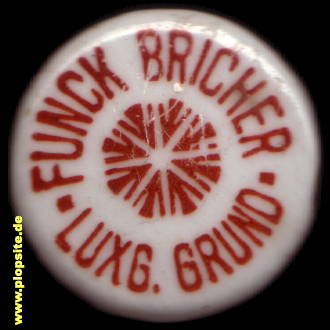 FUNCK BRICHER
LUXG. GRUND
www.plopsite.de